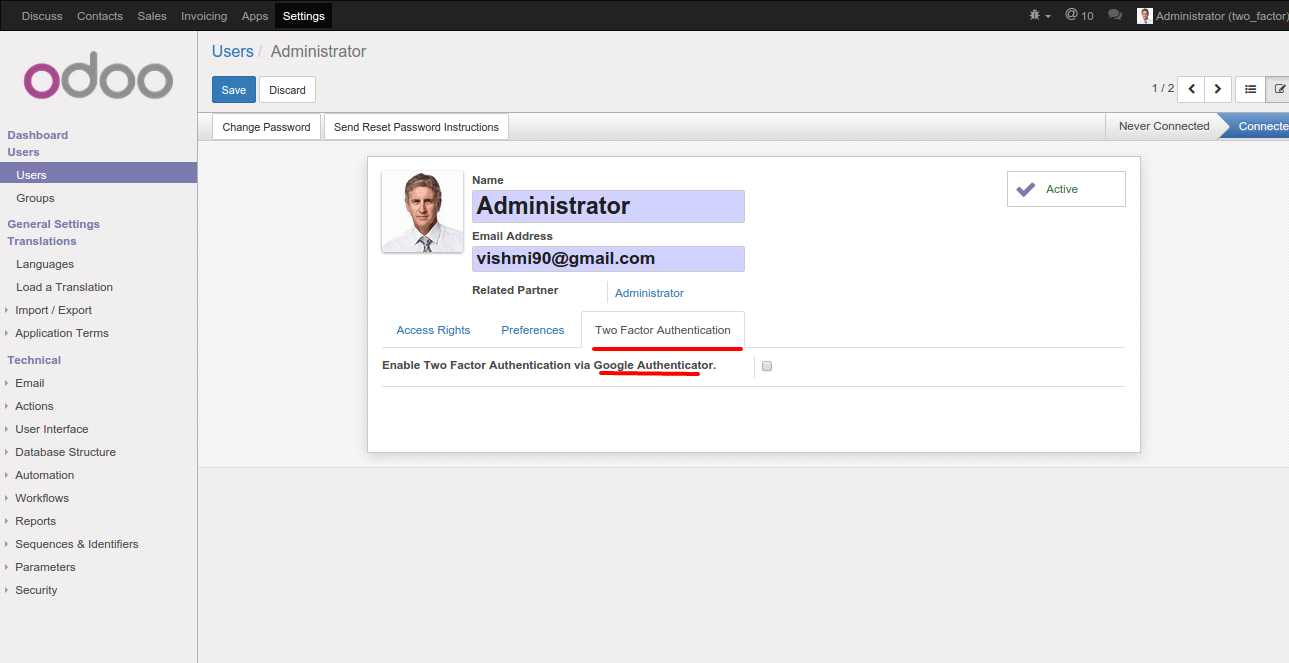 Discuss Contacts Sales Invoicing Apps Settings @ 10 Administrator (two_factor)
odoo
Users / Administrator
Save Discard
1 / 2
Change Password Send Reset Password Instructions
Never Connected Connecte
Dashboard
Users
Users
Groups
General Settings
Translations
Languages
Load a Translation
Import / Export
Application Terms
Technical
Email
Actions
User Interface
Database Structure
Automation
Workflows
Reports
Sequences & Identifiers
Parameters
Security
Name
Administrator
Active
Email Address
vishmi90@gmail.com
Related Partner Administrator
Access Rights Preferences Two Factor Authentication
Enable Two Factor Authentication via Google Authenticator.